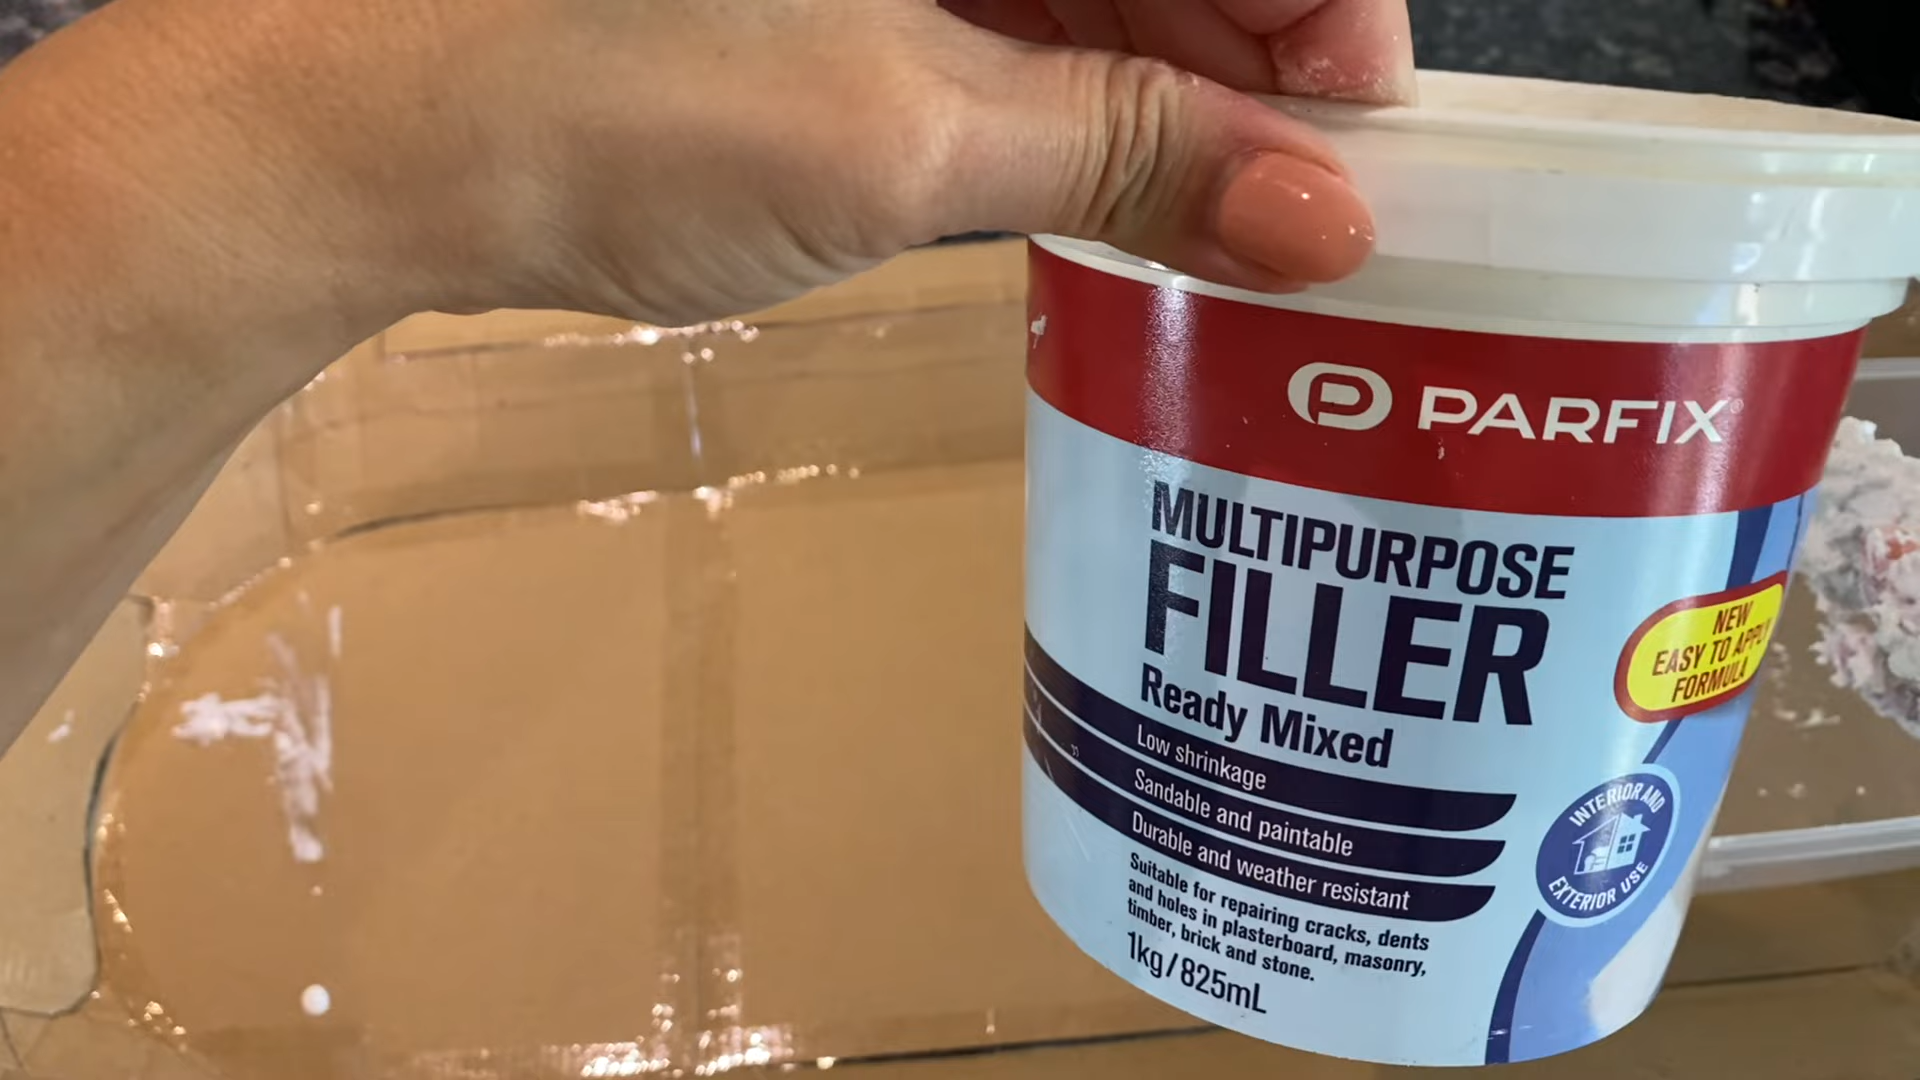 PARFIX®
MULTIPURPOSE
FILLER
Ready Mixed
NEW
EASY TO APPLY
FORMULA
Low shrinkage
Sandable and paintable
Durable and weather resistant
INTERIOR AND
EXTERIOR USE
Suitable for repairing cracks, dents
and holes in plasterboard, masonry,
timber, brick and stone.
1kg/825mL